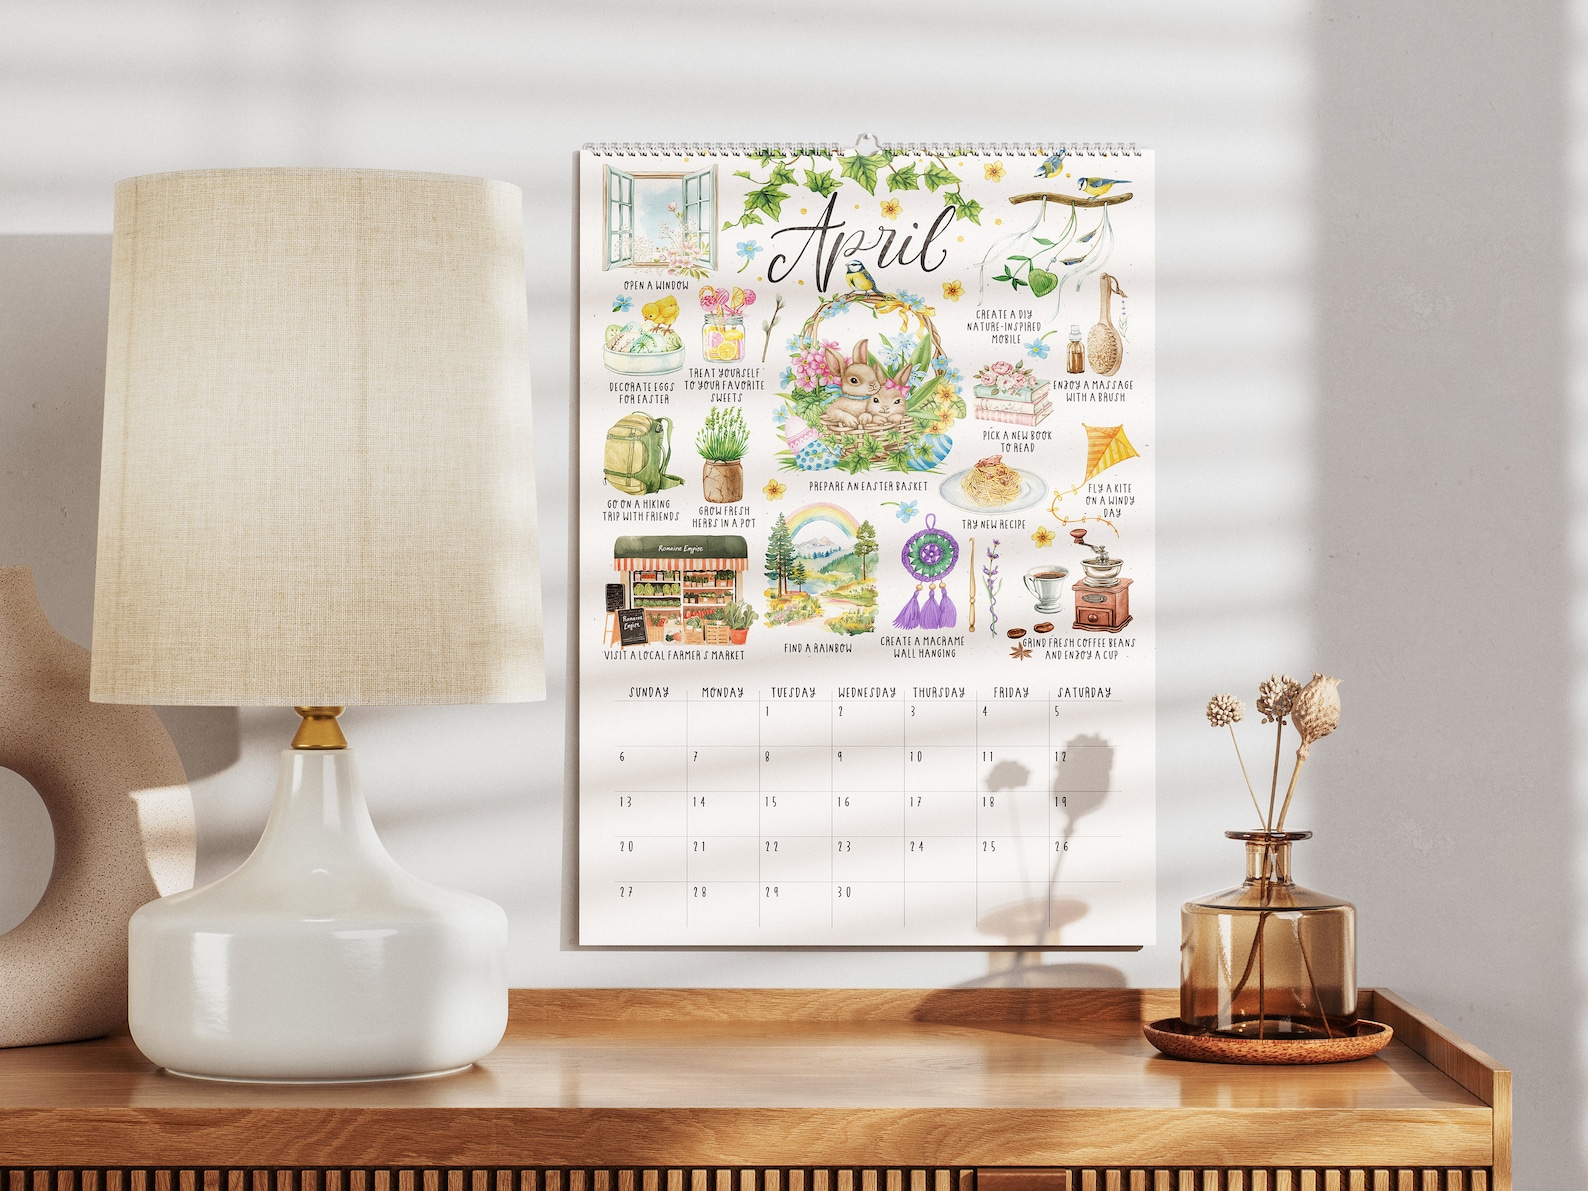 April
OPEN A WINDOW
CREATE A DIY
NATURE-INSPIRED
MOBILE
DECORATE EGGS
FOR EASTER
TREAT YOURSELF
TO YOUR FAVORITE
SWEETS
ENJOY A MASSAGE
WITH A BRUSH
PICK A NEW BOOK
TO READ
PREPARE AN EASTER BASKET
GO ON A HIKING
TRIP WITH FRIENDS
GROW FRESH
HERBS IN A POT
TRY NEW RECIPE
FLY A KITE
ON A WINDY
DAY
Romaine Empire
Romaine
Empire
VISIT A LOCAL FARMER'S MARKET
FIND A RAINBOW
CREATE A MACRAME
WALL HANGING
GRIND FRESH COFFEE BEANS
AND ENJOY A CUP
SUNDAY MONDAY TUESDAY WEDNESDAY THURSDAY FRIDAY SATURDAY
1 2 3 4 5
6 7 8 9 10 11 12
13 14 15 16 17 18 19
20 21 22 23 24 25 26
27 28 29 30